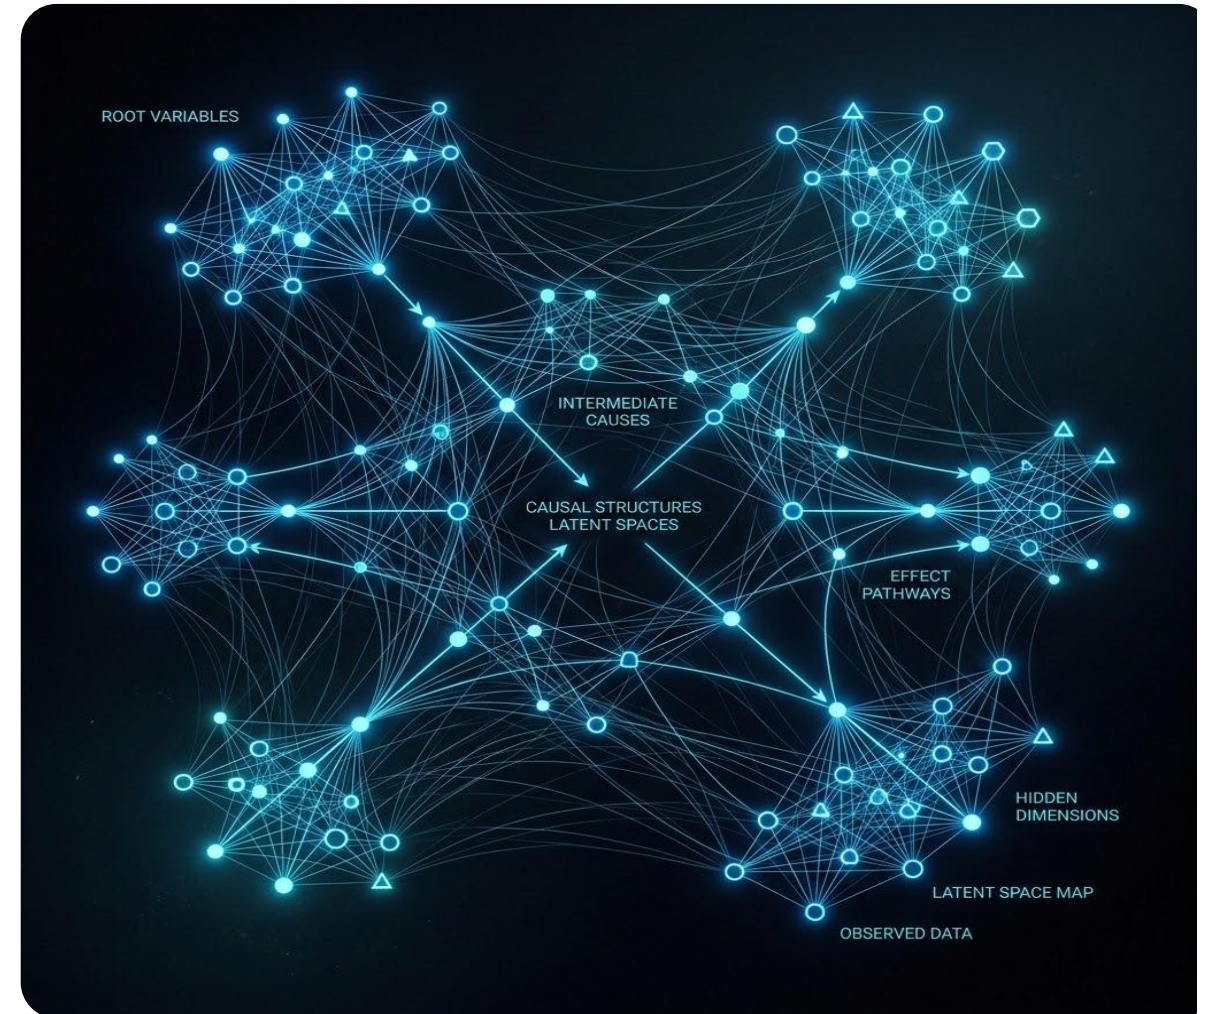 ROOT VARIABLES
INTERMEDIATE
CAUSES
CAUSAL STRUCTURES
LATENT SPACES
EFFECT
PATHWAYS
HIDDEN
DIMENSIONS
LATENT SPACE MAP
OBSERVED DATA